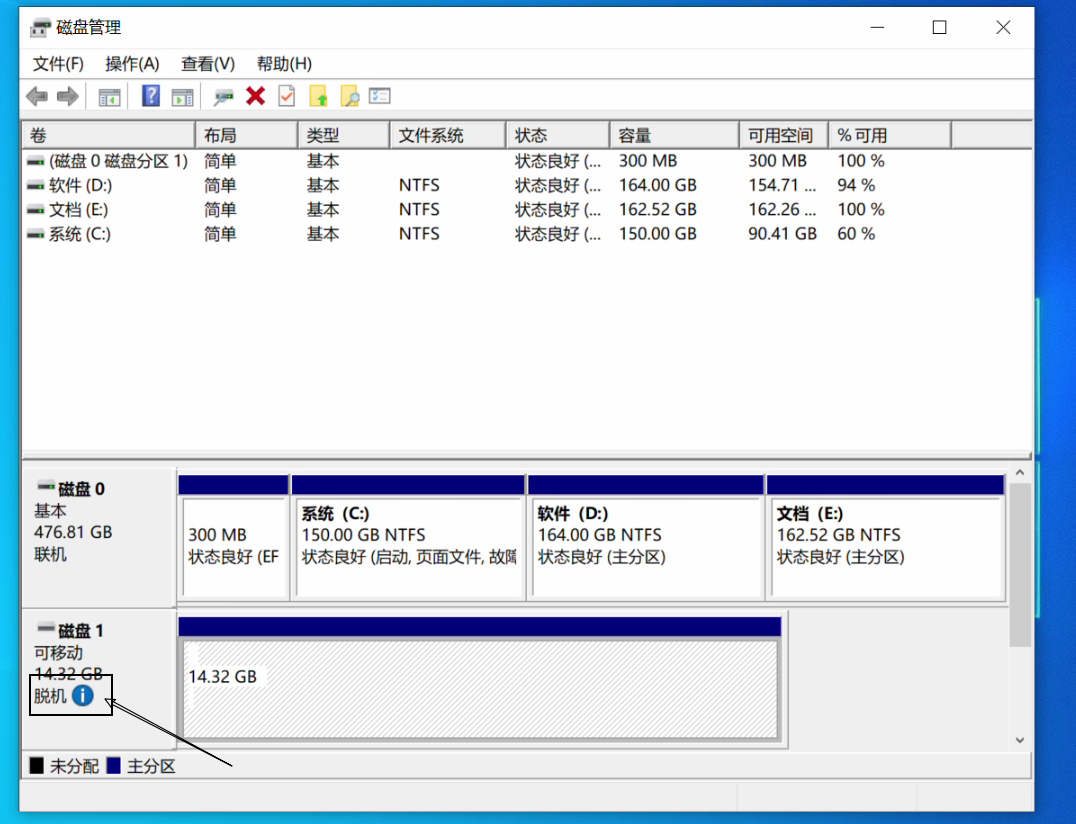 磁盘管理
文件(F) 操作(A) 查看(V) 帮助(H)
卷 布局 类型 文件系统 状态 容量 可用空间 % 可用
(磁盘 0 磁盘分区 1) 简单 基本 状态良好 (... 300 MB 300 MB 100 %
软件 (D:) 简单 基本 NTFS 状态良好 (... 164.00 GB 154.71 ... 94 %
文档 (E:) 简单 基本 NTFS 状态良好 (... 162.52 GB 162.26 ... 100 %
系统 (C:) 简单 基本 NTFS 状态良好 (... 150.00 GB 90.41 GB 60 %
磁盘 0
基本
476.81 GB
联机
300 MB
状态良好 (EF
系统 (C:)
150.00 GB NTFS
状态良好 (启动, 页面文件, 故障
软件 (D:)
164.00 GB NTFS
状态良好 (主分区)
文档 (E:)
162.52 GB NTFS
状态良好 (主分区)
磁盘 1
可移动
14.32 GB
脱机
14.32 GB
未分配 主分区